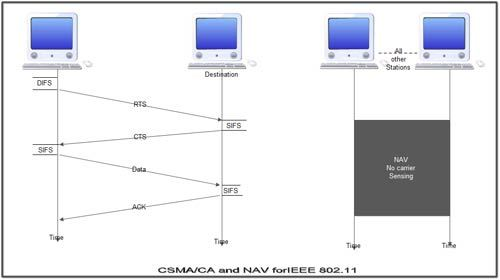 All
other
Stations
Destination
DIFS
RTS
SIFS
CTS
SIFS
Data
SIFS
ACK
NAV
No carrier
Sensing
Time
Time
Time
Time
CSMA/CA and NAV forIEEE 802.11